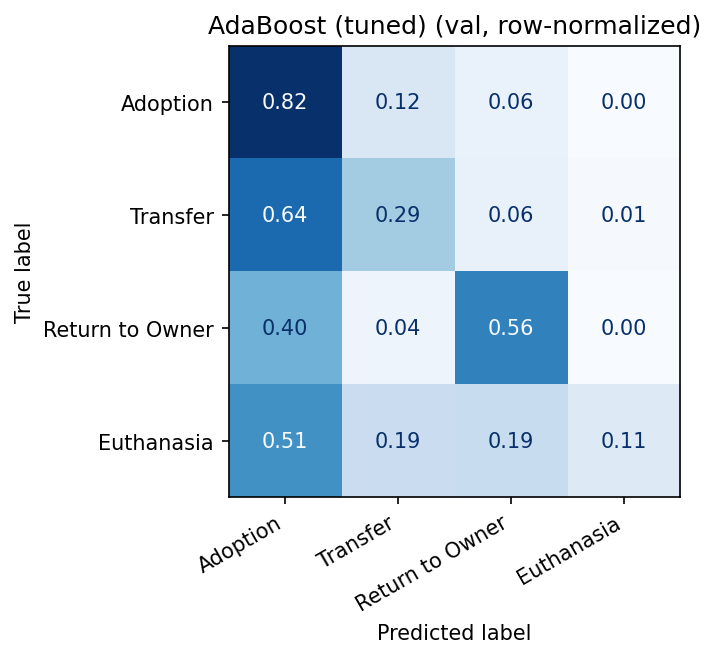 AdaBoost (tuned) (val, row-normalized)
True label
Adoption 0.82 0.12 0.06 0.00
Transfer 0.64 0.29 0.06 0.01
Return to Owner 0.40 0.04 0.56 0.00
Euthanasia 0.51 0.19 0.19 0.11
Adoption Transfer Return to Owner Euthanasia
Predicted label